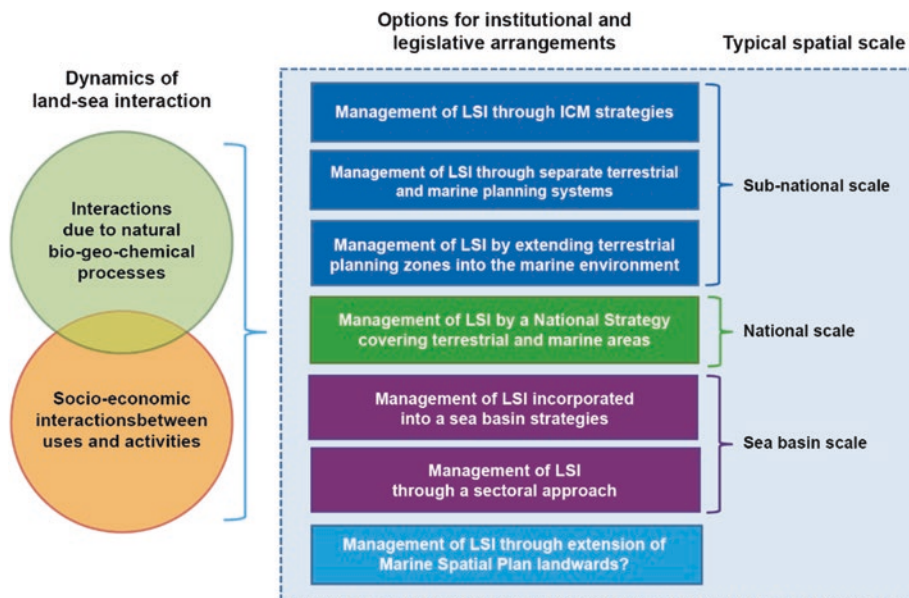 Options for institutional and
legislative arrangements
Typical spatial scale
Dynamics of
land-sea interaction
Interactions
due to natural
bio-geo-chemical
processes
Socio-economic
interactionsbetween
uses and activities
Management of LSI through ICM strategies
Management of LSI through separate terrestrial
and marine planning systems
Management of LSI by extending terrestrial
planning zones into the marine environment
Sub-national scale
Management of LSI by a National Strategy
covering terrestrial and marine areas
National scale
Management of LSI incorporated
into a sea basin strategies
Management of LSI
through a sectoral approach
Sea basin scale
Management of LSI through extension of
Marine Spatial Plan landwards?